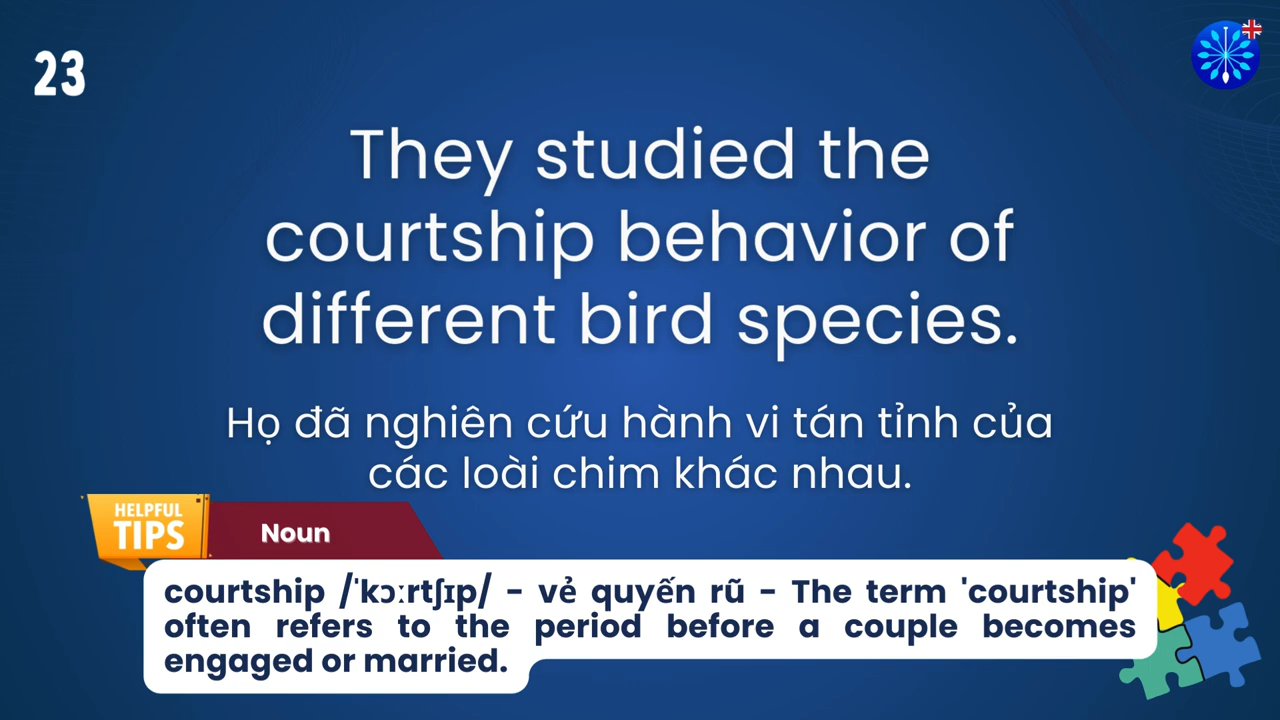 23
They studied the
courtship behavior of
different bird species.
Họ đã nghiên cứu hành vi tán tỉnh của
các loài chim khác nhau.
HELPFUL
TIPS
Noun
courtship /ˈkɔːrtʃɪp/ - vẻ quyến rũ - The term 'courtship'
often refers to the period before a couple becomes
engaged or married.